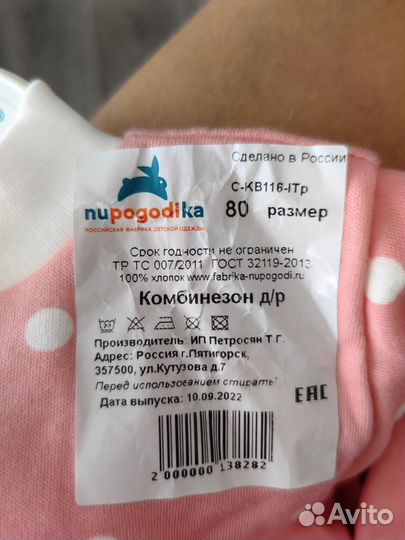 Сделано в России
C-KB116-ITp
nupogodika
РОССИЙСКАЯ ФАБРИКА ДЕТСКОЙ ОДЕЖДЫ
80 размер
Срок годности не ограничен
ТР ТС 007/2011 ГОСТ 32119-2013
100% хлопок www.fabrika-nupogodi.ru
Комбинезон д/р
Производитель: ИП Петросян Т.Г.
Адрес: Россия г.Пятигорск,
357500, ул.Кутузова д.7
Перед использованием стирать!
Дата выпуска: 10.09.2022
EAC
2 000000 138282
Avito